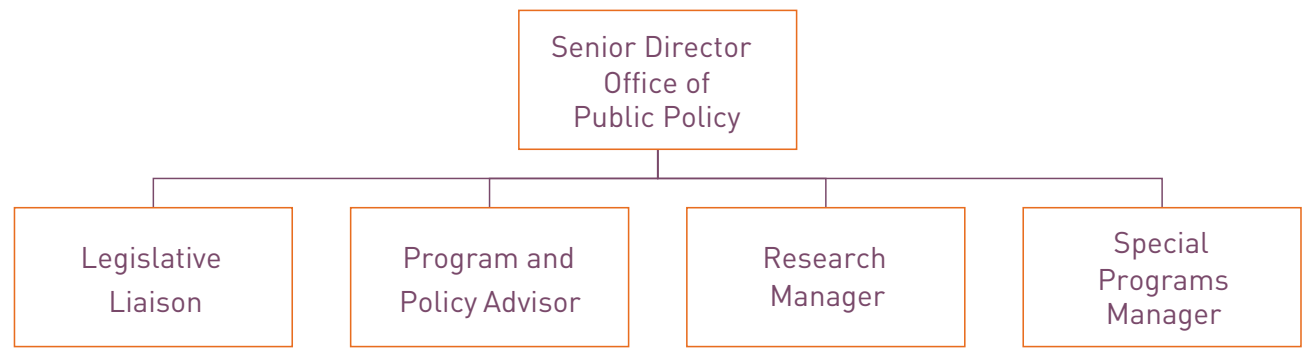 Senior Director
Office of
Public Policy
Legislative
Liaison
Program and
Policy Advisor
Research
Manager
Special
Programs
Manager